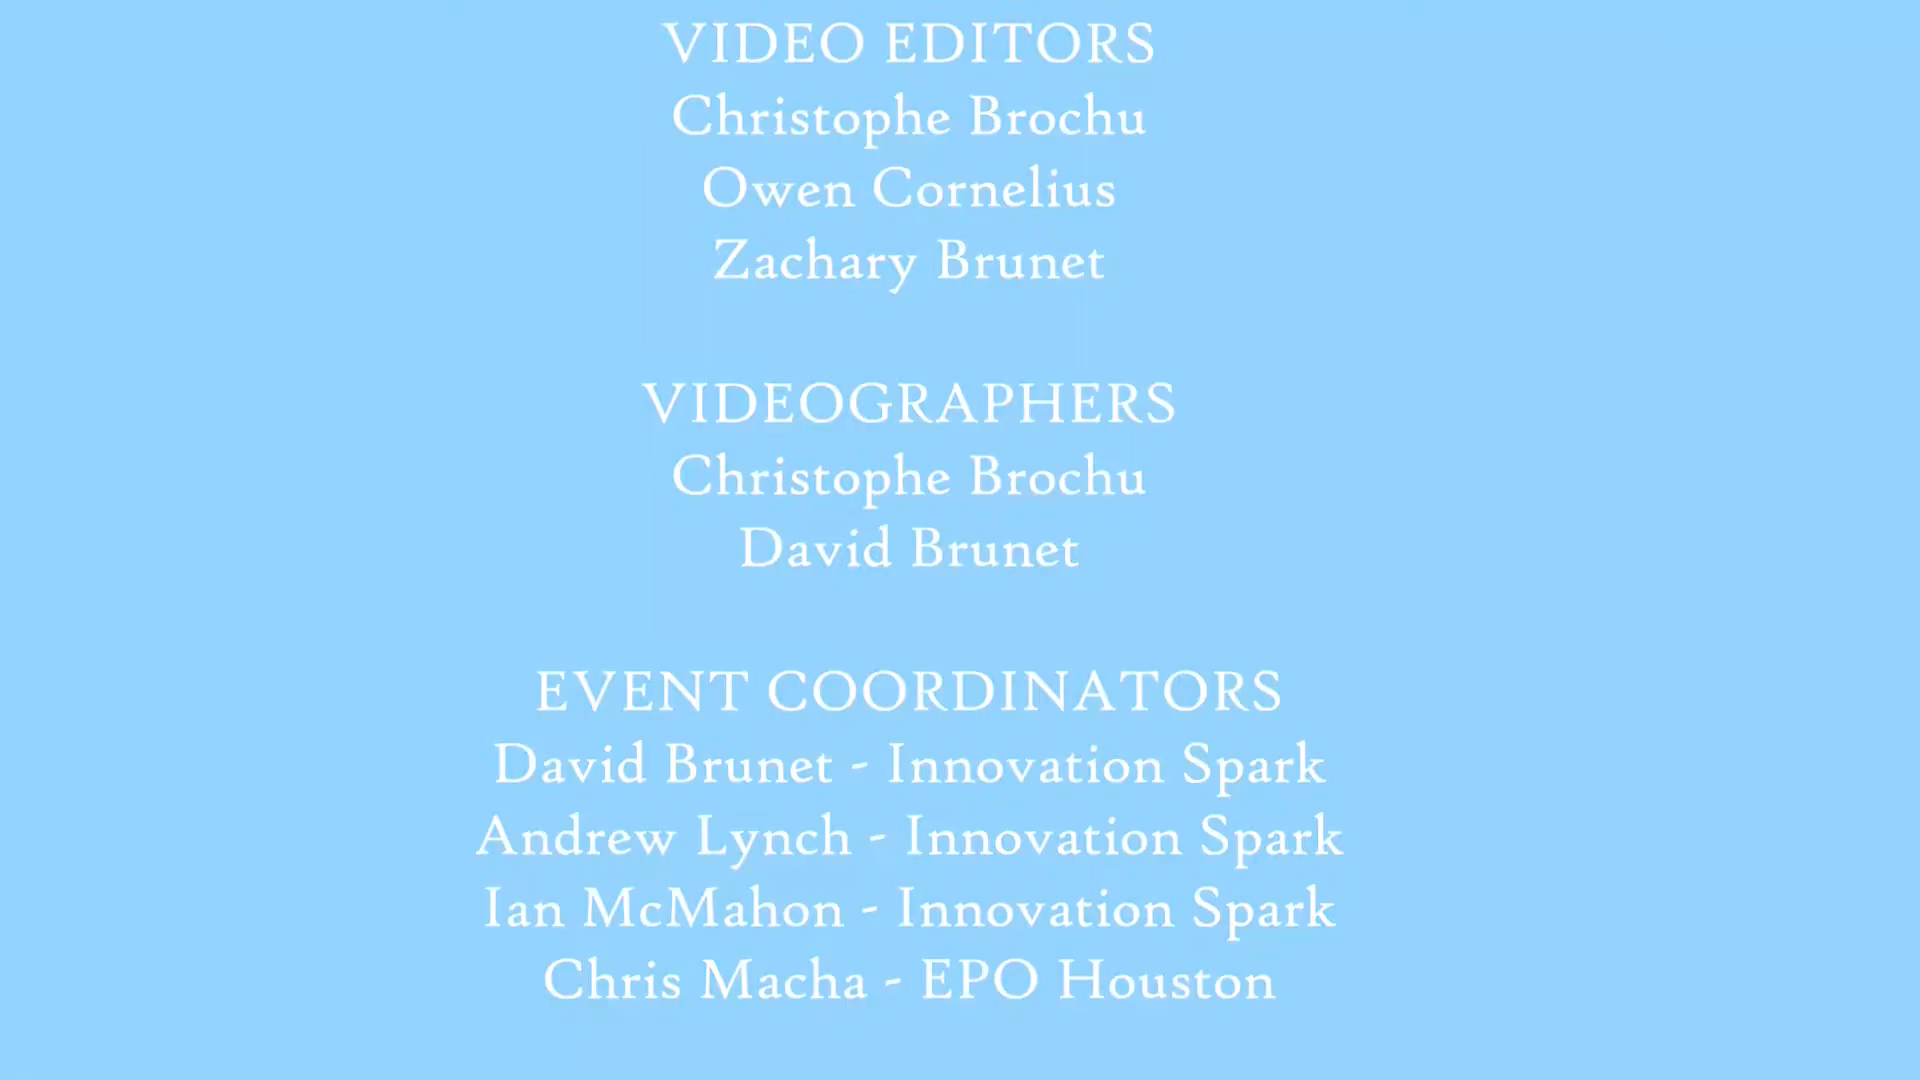 VIDEO EDITORS
Christophe Brochu
Owen Cornelius
Zachary Brunet
VIDEOGRAPHERS
Christophe Brochu
David Brunet
EVENT COORDINATORS
David Brunet - Innovation Spark
Andrew Lynch - Innovation Spark
Ian McMahon - Innovation Spark
Chris Macha - EPO Houston